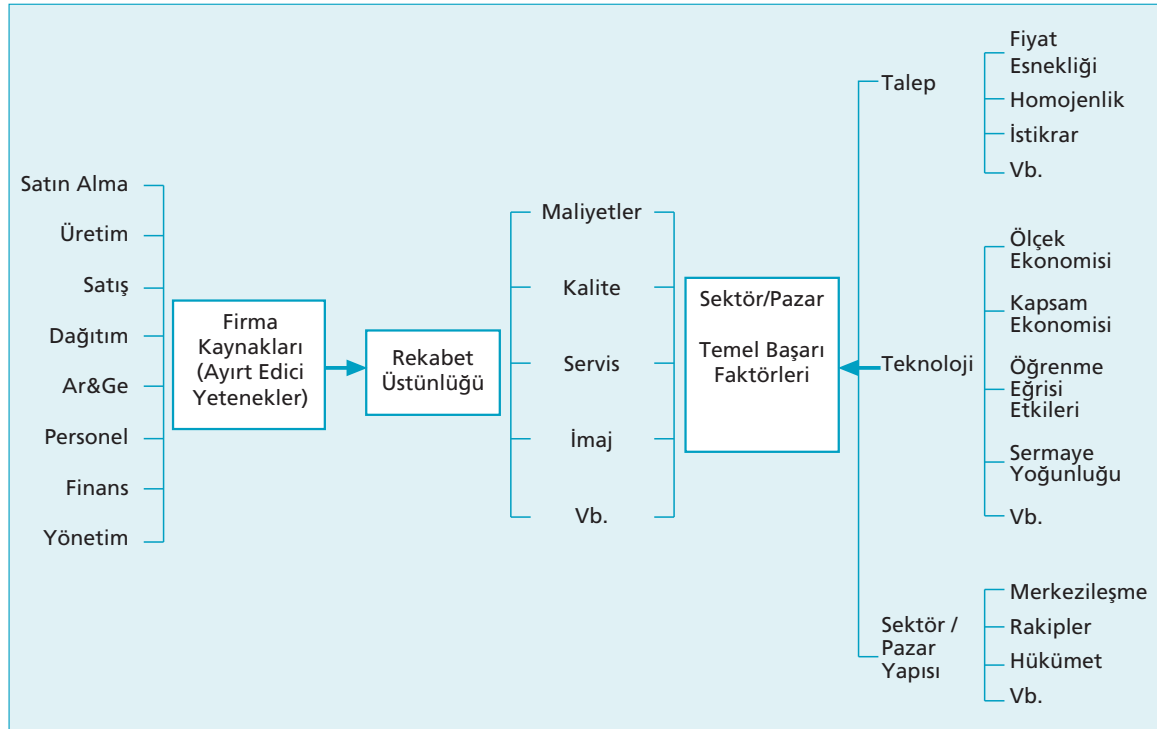 Satın Alma
Üretim
Satış
Dağıtım
Ar&Ge
Personel
Finans
Yönetim
Firma
Kaynakları
(Ayırt Edici
Yetenekler)
Rekabet
Üstünlüğü
Maliyetler
Kalite
Servis
İmaj
Vb.
Sektör/Pazar
Temel Başarı
Faktörleri
Talep
Fiyat
Esnekliği
Homojenlik
İstikrar
Vb.
Teknoloji
Ölçek
Ekonomisi
Kapsam
Ekonomisi
Öğrenme
Eğrisi
Etkileri
Sermaye
Yoğunluğu
Vb.
Sektör /
Pazar
Yapısı
Merkezileşme
Rakipler
Hükümet
Vb.